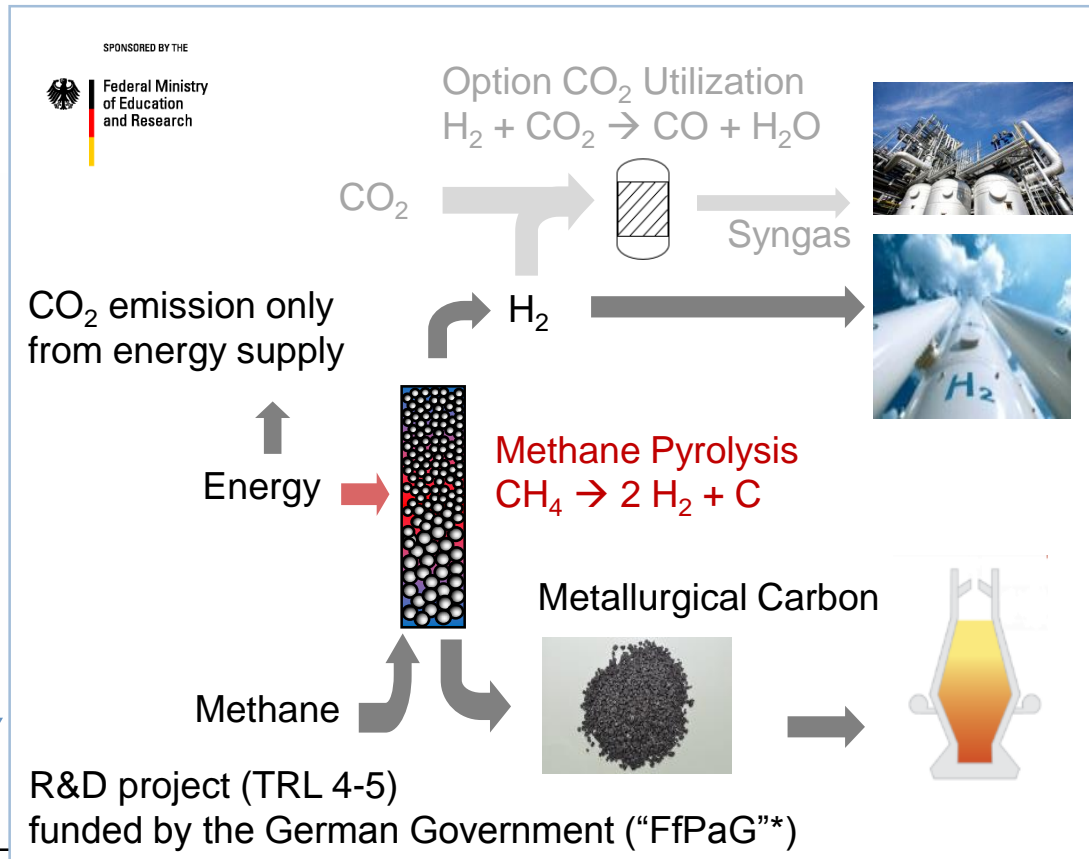 SPONSORED BY THE
Federal Ministry
of Education
and Research
Option CO₂ Utilization
H₂ + CO₂ → CO + H₂O
CO₂
Syngas
CO₂ emission only
from energy supply
H₂
H₂
Energy
Methane Pyrolysis
CH₄ → 2 H₂ + C
Metallurgical Carbon
Methane
R&D project (TRL 4-5)
funded by the German Government (“FfPaG”*)